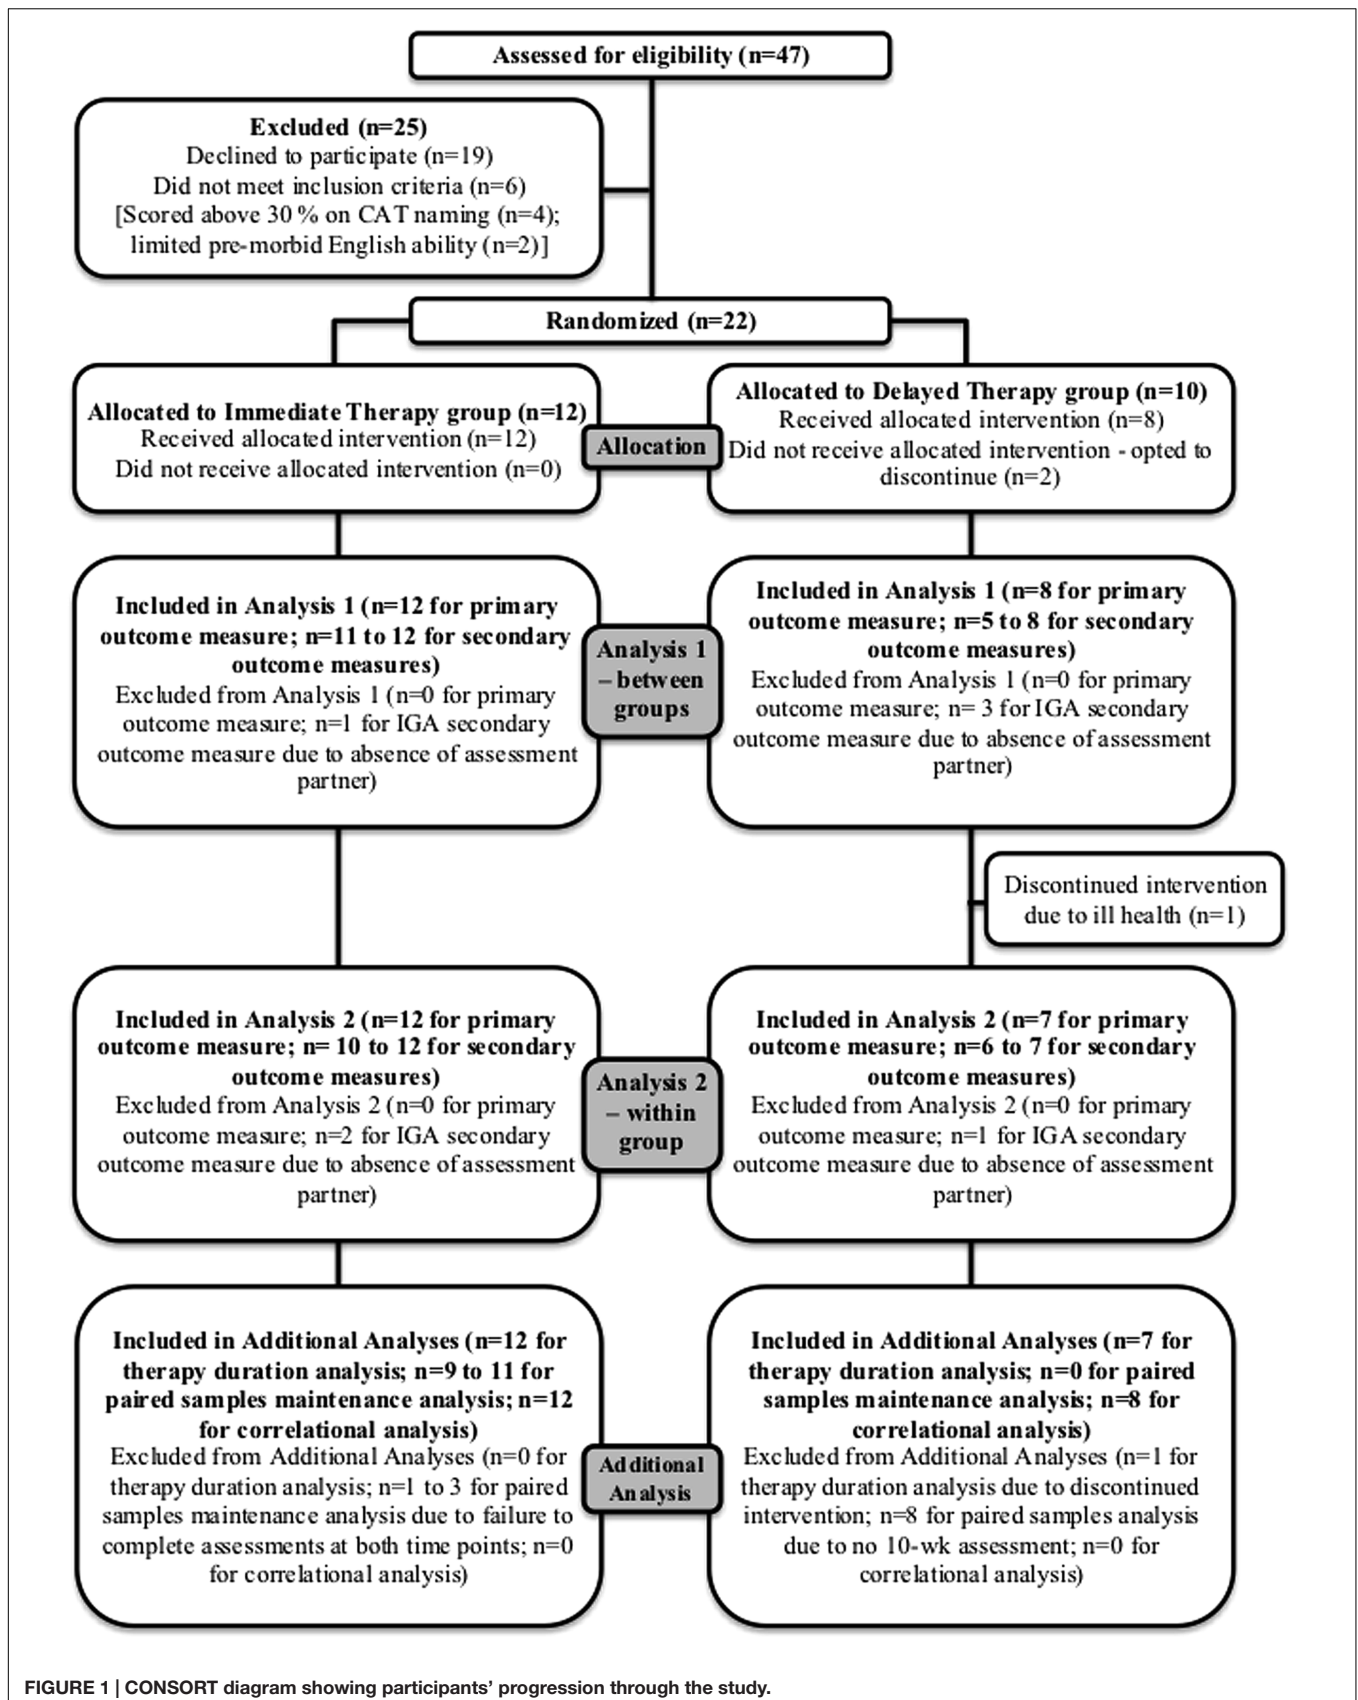 Assessed for eligibility (n=47)
Excluded (n=25)
Declined to participate (n=19)
Did not meet inclusion criteria (n=6)
[Scored above 30 % on CAT naming (n=4);
limited pre-morbid English ability (n=2)]
Randomized (n=22)
Allocated to Immediate Therapy group (n=12)
Received allocated intervention (n=12)
Did not receive allocated intervention (n=0)
Allocation
Allocated to Delayed Therapy group (n=10)
Received allocated intervention (n=8)
Did not receive allocated intervention - opted to
discontinue (n=2)
Included in Analysis 1 (n=12 for primary
outcome measure; n=11 to 12 for secondary
outcome measures)
Excluded from Analysis 1 (n=0 for primary
outcome measure; n=1 for IGA secondary
outcome measure due to absence of assessment
partner)
Analysis 1
– between
groups
Included in Analysis 1 (n=8 for primary
outcome measure; n=5 to 8 for secondary
outcome measures)
Excluded from Analysis 1 (n=0 for primary
outcome measure; n= 3 for IGA secondary
outcome measure due to absence of assessment
partner)
Discontinued intervention
due to ill health (n=1)
Included in Analysis 2 (n=12 for primary
outcome measure; n= 10 to 12 for secondary
outcome measures)
Excluded from Analysis 2 (n=0 for primary
outcome measure; n=2 for IGA secondary
outcome measure due to absence of assessment
partner)
Analysis 2
– within
group
Included in Analysis 2 (n=7 for primary
outcome measure; n=6 to 7 for secondary
outcome measures)
Excluded from Analysis 2 (n=0 for primary
outcome measure; n=1 for IGA secondary
outcome measure due to absence of assessment
partner)
Included in Additional Analyses (n=12 for
therapy duration analysis; n=9 to 11 for
paired samples maintenance analysis; n=12
for correlational analysis)
Excluded from Additional Analyses (n=0 for
therapy duration analysis; n=1 to 3 for paired
samples maintenance analysis due to failure to
complete assessments at both time points; n=0
for correlational analysis)
Additional
Analysis
Included in Additional Analyses (n=7 for
therapy duration analysis; n=0 for paired
samples maintenance analysis; n=8 for
correlational analysis)
Excluded from Additional Analyses (n=1 for
therapy duration analysis due to discontinued
intervention; n=8 for paired samples analysis
due to no 10-wk assessment; n=0 for
correlational analysis)
FIGURE 1 | CONSORT diagram showing participants’ progression through the study.